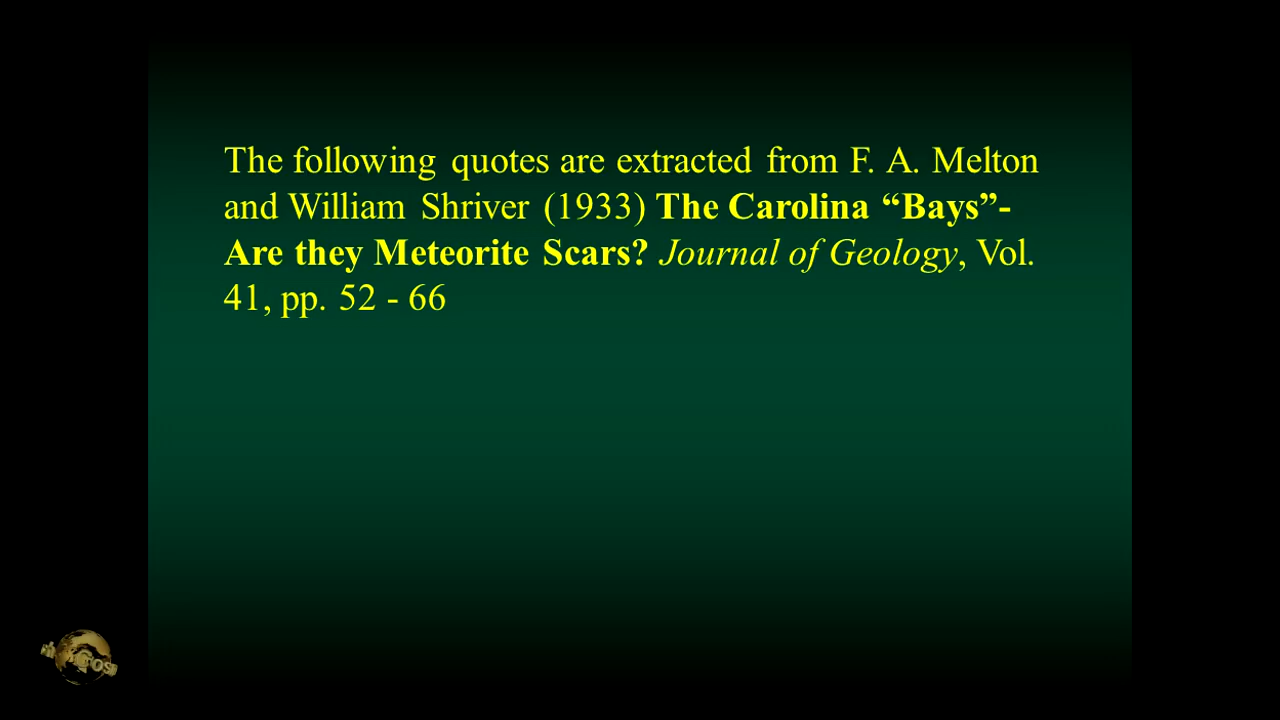 The following quotes are extracted from F. A. Melton
and William Shriver (1933) The Carolina “Bays”-
Are they Meteorite Scars? Journal of Geology, Vol.
41, pp. 52 - 66